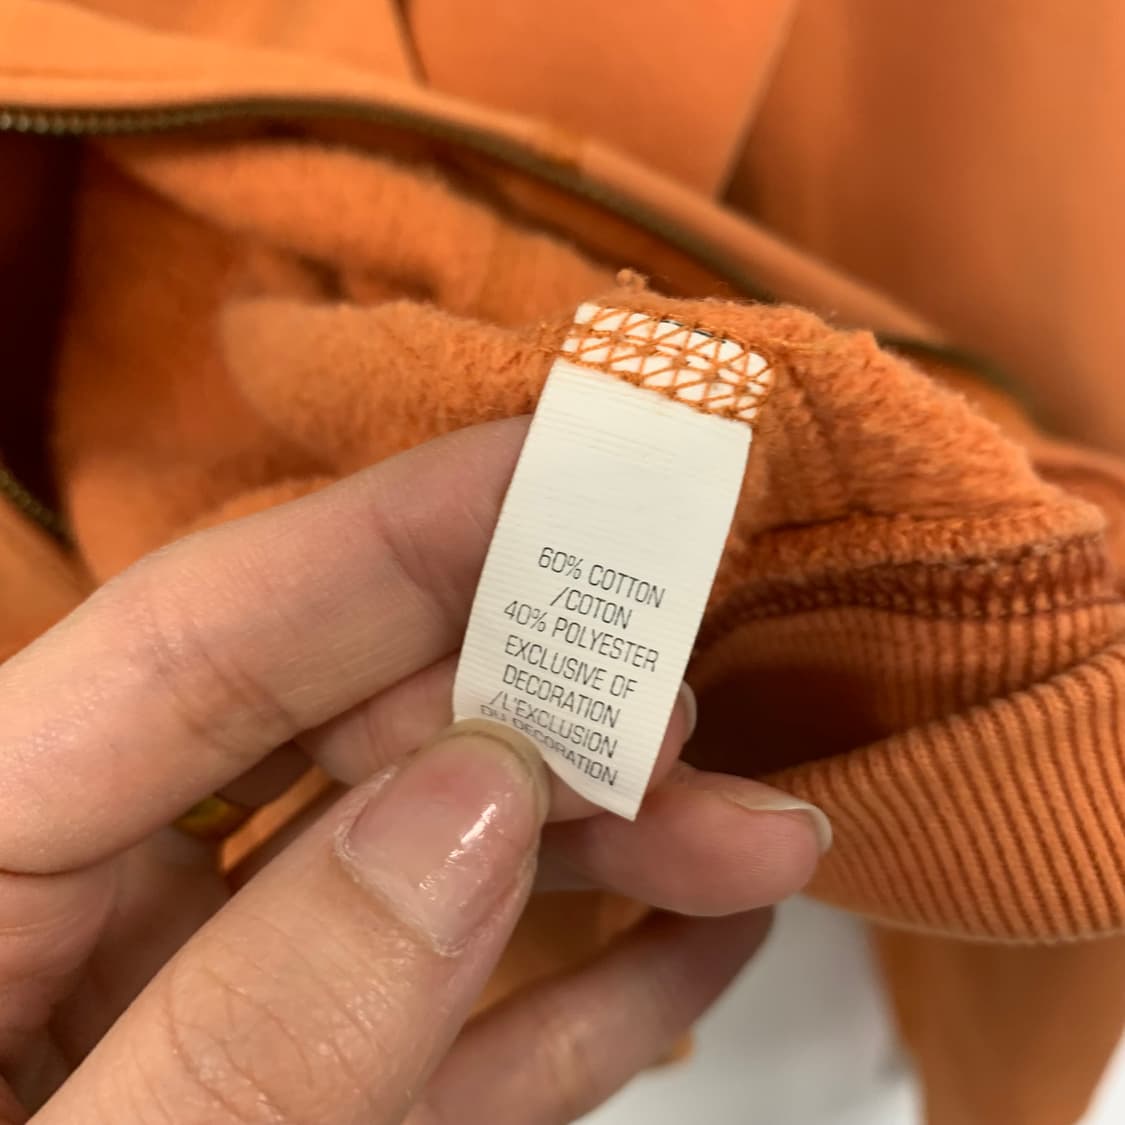 60% COTTON
/COTON
40% POLYESTER
EXCLUSIVE OF
DECORATION
/L'EXCLUSION
DU DECORATION